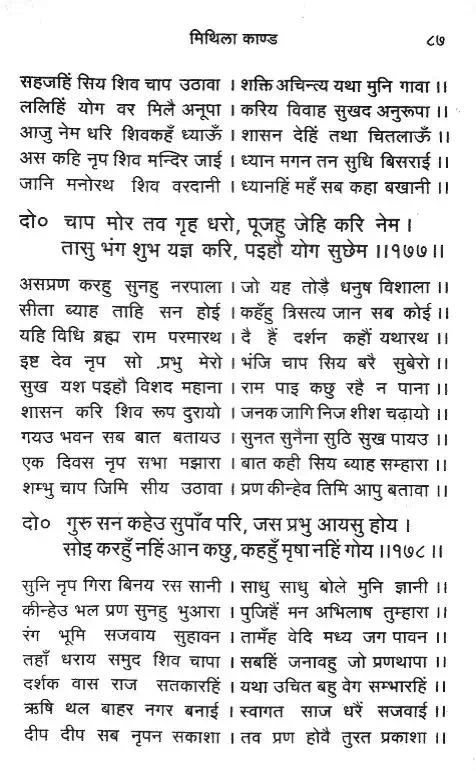 मिथिला काण्ड ८७
सहजहिं सिय शिव चाप उठावा । शक्ति अचिन्त्य यथा मुनि गावा ।।
ललिहिं योग वर मिलै अनूपा । करिय विवाह सुखद अनुरूपा ।।
आजु नेम धरि शिवकहँ ध्याऊँ । शासन देहिं तथा चितलाऊँ ।।
अस कहि नृप शिव मन्दिर जाई । ध्यान मगन तन सुधि बिसराई ।।
जानि मनोरथ शिव वरदानी । ध्यानहिं महँ सब कहा बखानी ।।
दो० चाप मोर तव गृह धरो, पूजहु जेहि करि नेम ।
तासु भंग शुभ यज्ञ करि, पइहौ योग सुछेम ।।१७७।।
असप्रण करहु सुनहु नरपाला । जो यह तोड़ै धनुष विशाला ।।
सीता ब्याह ताहि सन होई । कहँहु त्रिसत्य जान सब कोई ।।
यहि विधि ब्रह्म राम परमारथ । दै हैं दर्शन कहौं यथारथ ।।
इष्ट देव नृप सो प्रभु मेरो । भंजि चाप सिय बरै सुबेरो ।।
सुख यश पइहौ विशद महाना । राम पाइ कछु रहै न पाना ।।
शासन करि शिव रूप दुरायो । जनक जागि निज शीश चढ़ायो ।।
गयउ भवन सब बात बतायउ । सुनत सुनैना सुठि सुख पायउ ।।
एक दिवस नृप सभा मझारा । बात कही सिय ब्याह सम्हारा ।।
शम्भु चाप जिमि सीय उठावा । प्रण कीन्हेव तिमि आपु बतावा ।।
दो० गुरु सन कहेउ सुपाँव परि, जस प्रभु आयसु होय ।
सोइ करहुँ नहिं आन कछु, कहहुँ मृषा नहिं गोय ।।१७८।।
सुनि नृप गिरा बिनय रस सानी । साधु साधु बोले मुनि ज्ञानी ।।
कीन्हेउ भल प्रण सुनहु भुआरा । पुजिहैं मन अभिलाष तुम्हारा ।।
रंग भूमि सजवाय सुहावन । तामँह वेदि मध्य जग पावन ।।
तहाँ धराय समुद शिव चापा । सबहिं जनावहु जो प्रणथापा ।।
दर्शक वास राज सतकारहिं । यथा उचित बहु वेग सम्भारहिं ।।
ऋषि थल बाहर नगर बनाई । स्वागत साज धरैं सजवाई ।।
दीप दीप सब नृपन सकाशा । तव प्रण होवै तुरत प्रकाशा ।।